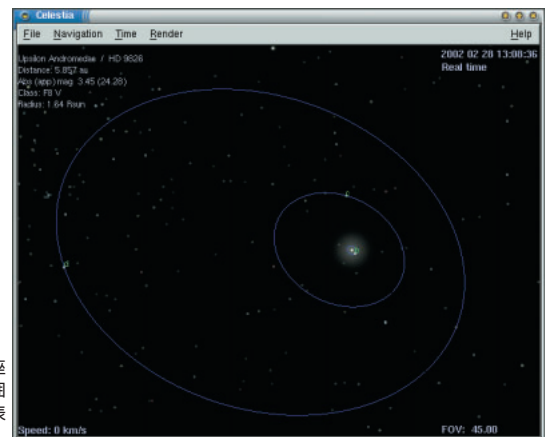 Celestia
File Navigation Time Render Help
Upsilon Andromedae / HD 9826
Distance: 5.857 au
Abs (app) mag: 3.45 (24.28)
Class: F8 V
Radius: 1.64 Rsun
2002 02 28 13:08:36
Real time
c
d
Speed: 0 km/s
FOV: 45.00